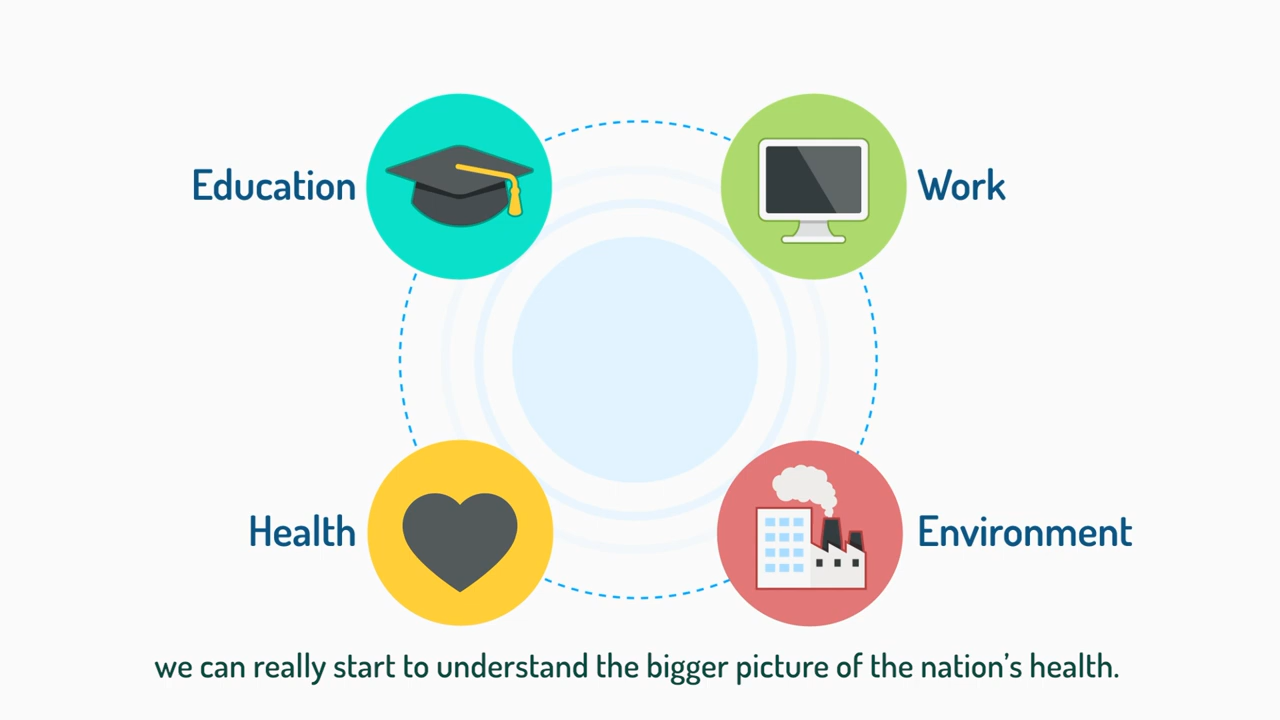 Education
Work
Health
Environment
we can really start to understand the bigger picture of the nation’s health.